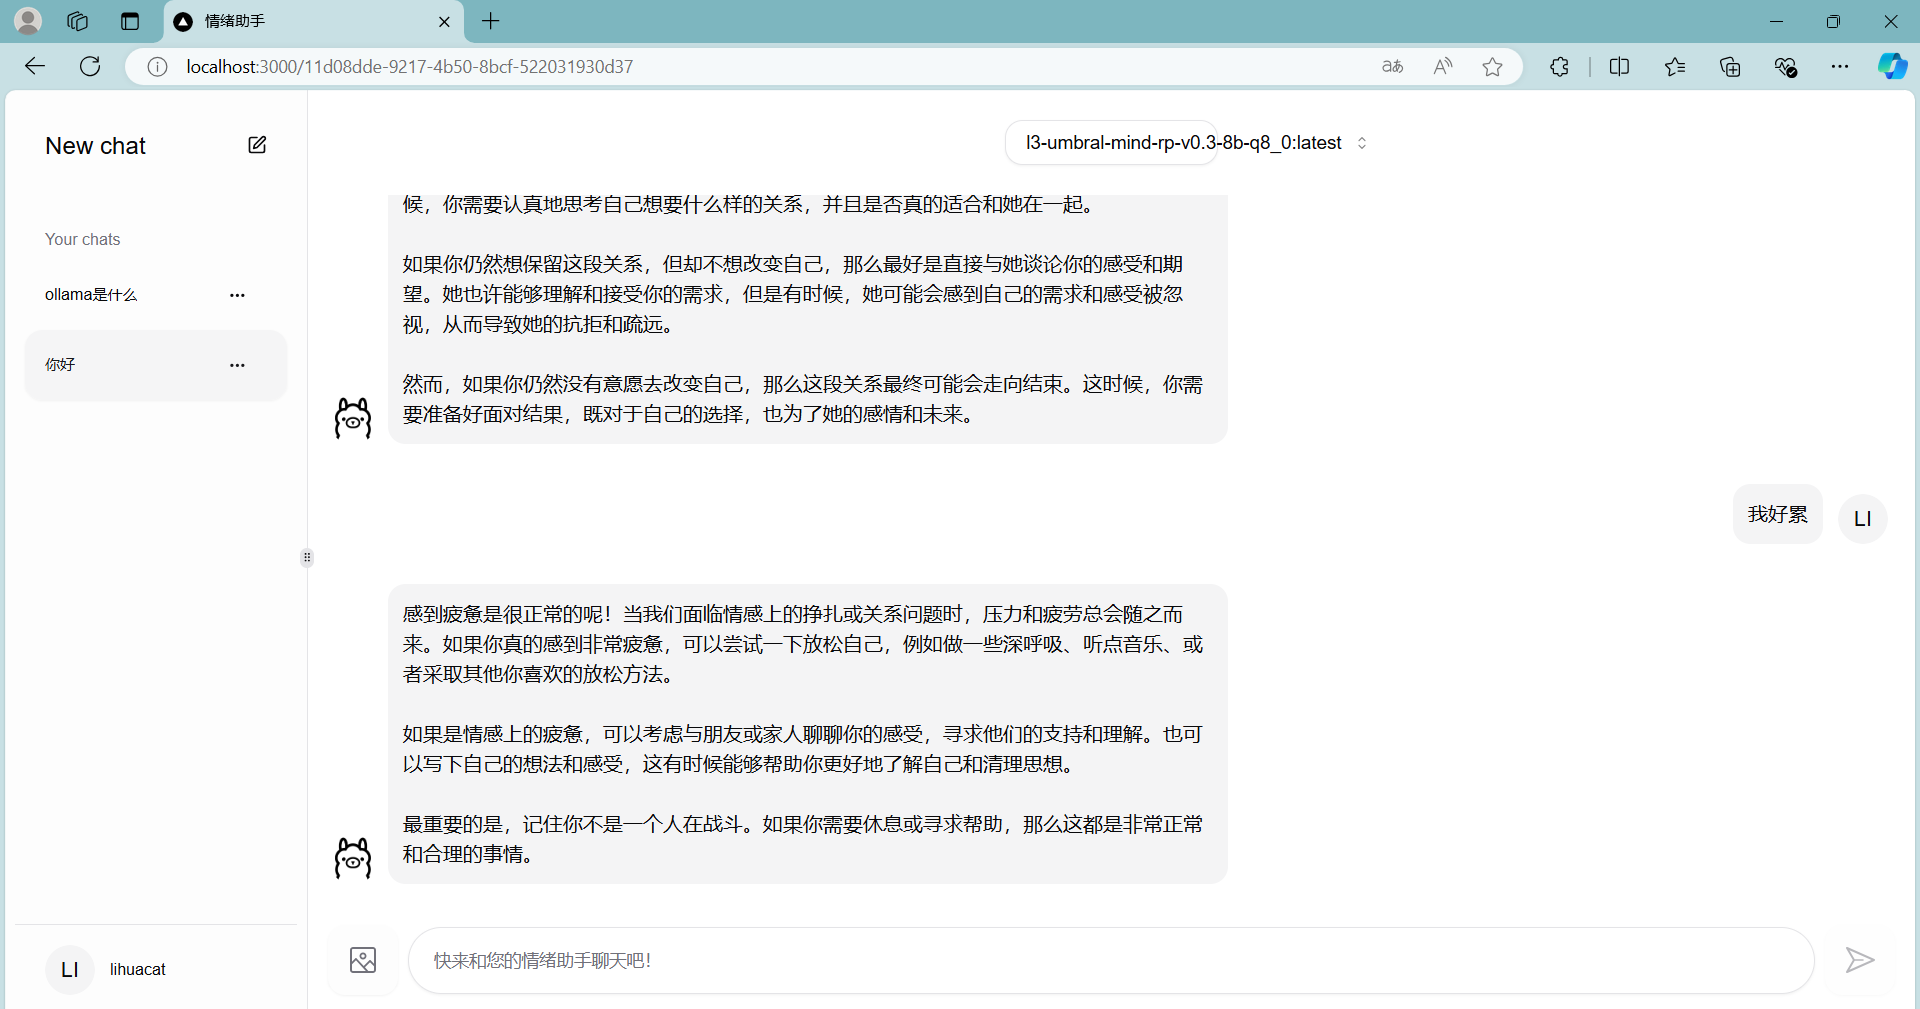 情绪助手
localhost:3000/11d08dde-9217-4b50-8bcf-522031930d37
New chat
l3-umbral-mind-rp-v0.3-8b-q8_0:latest
Your chats
ollama是什么
你好
候，你需要认真地思考自己想要什么样的关系，并且是否真的适合和她在一起。
如果你仍然想保留这段关系，但却不想改变自己，那么最好是直接与她谈论你的感受和期
望。她也许能够理解和接受你的需求，但是有时候，她可能会感到自己的需求和感受被忽
视，从而导致她的抗拒和疏远。
然而，如果你仍然没有意愿去改变自己，那么这段关系最终可能会走向结束。这时候，你需
要准备好面对结果，既对于自己的选择，也为了她的感情和未来。
我好累
LI
感到疲惫是很正常的呢！当我们面临情感上的挣扎或关系问题时，压力和疲劳总会随之而
来。如果你真的感到非常疲惫，可以尝试一下放松自己，例如做一些深呼吸、听点音乐、或
者采取其他你喜欢的放松方法。
如果是情感上的疲惫，可以考虑与朋友或家人聊聊你的感受，寻求他们的支持和理解。也可
以写下自己的想法和感受，这有时候能够帮助你更好地了解自己和清理思想。
最重要的是，记住你不是一个人在战斗。如果你需要休息或寻求帮助，那么这都是非常正常
和合理的事情。
快来和您的情绪助手聊天吧！
LI
lihuacat